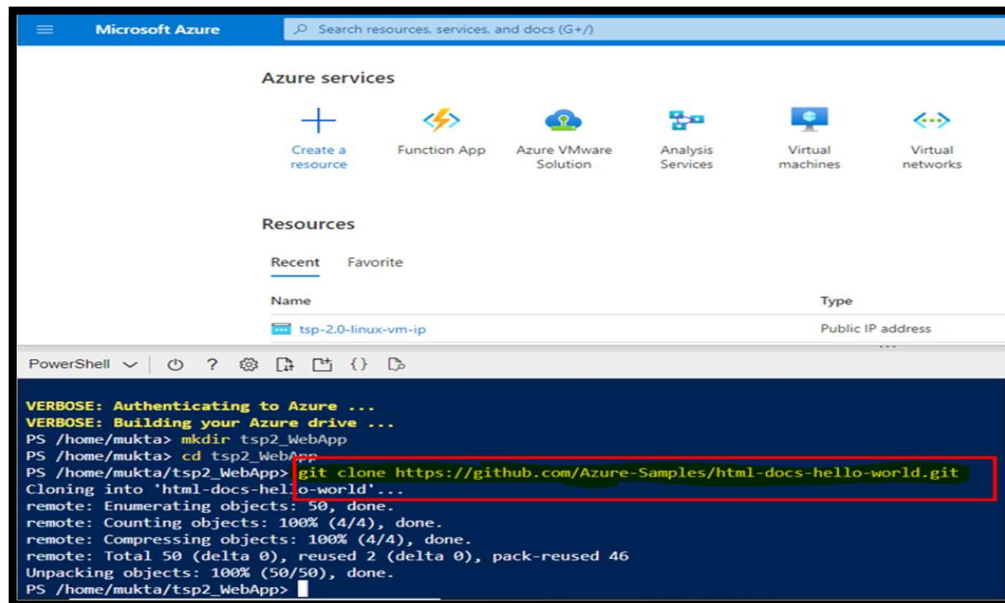 Microsoft Azure
Search resources, services, and docs (G+/)
Azure services
Create a resource
Function App
Azure VMware Solution
Analysis Services
Virtual machines
Virtual networks
Resources
Recent Favorite
Name Type
tsp-2.0-linux-vm-ip Public IP address
PowerShell
VERBOSE: Authenticating to Azure ...
VERBOSE: Building your Azure drive ...
PS /home/mukta> mkdir tsp2_WebApp
PS /home/mukta> cd tsp2_WebApp
PS /home/mukta/tsp2_WebApp> git clone https://github.com/Azure-Samples/html-docs-hello-world.git
Cloning into 'html-docs-hello-world'...
remote: Enumerating objects: 50, done.
remote: Counting objects: 100% (4/4), done.
remote: Compressing objects: 100% (4/4), done.
remote: Total 50 (delta 0), reused 2 (delta 0), pack-reused 46
Unpacking objects: 100% (50/50), done.
PS /home/mukta/tsp2_WebApp>